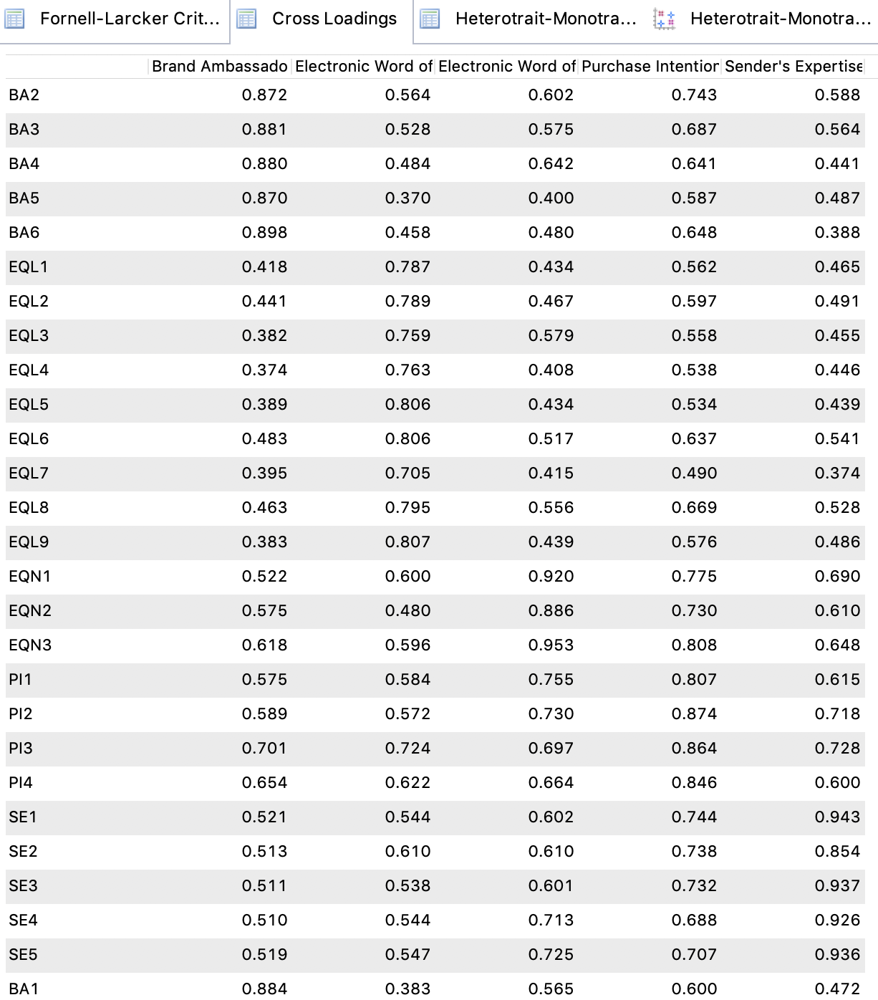 Fornell-Larcker Crit... Cross Loadings Heterotrait-Monotra... Heterotrait-Monotra...
Brand Ambassado Electronic Word of Electronic Word of Purchase Intention Sender's Expertise
BA2 0.872 0.564 0.602 0.743 0.588
BA3 0.881 0.528 0.575 0.687 0.564
BA4 0.880 0.484 0.642 0.641 0.441
BA5 0.870 0.370 0.400 0.587 0.487
BA6 0.898 0.458 0.480 0.648 0.388
EQL1 0.418 0.787 0.434 0.562 0.465
EQL2 0.441 0.789 0.467 0.597 0.491
EQL3 0.382 0.759 0.579 0.558 0.455
EQL4 0.374 0.763 0.408 0.538 0.446
EQL5 0.389 0.806 0.434 0.534 0.439
EQL6 0.483 0.806 0.517 0.637 0.541
EQL7 0.395 0.705 0.415 0.490 0.374
EQL8 0.463 0.795 0.556 0.669 0.528
EQL9 0.383 0.807 0.439 0.576 0.486
EQN1 0.522 0.600 0.920 0.775 0.690
EQN2 0.575 0.480 0.886 0.730 0.610
EQN3 0.618 0.596 0.953 0.808 0.648
PI1 0.575 0.584 0.755 0.807 0.615
PI2 0.589 0.572 0.730 0.874 0.718
PI3 0.701 0.724 0.697 0.864 0.728
PI4 0.654 0.622 0.664 0.846 0.600
SE1 0.521 0.544 0.602 0.744 0.943
SE2 0.513 0.610 0.610 0.738 0.854
SE3 0.511 0.538 0.601 0.732 0.937
SE4 0.510 0.544 0.713 0.688 0.926
SE5 0.519 0.547 0.725 0.707 0.936
BA1 0.884 0.383 0.565 0.600 0.472